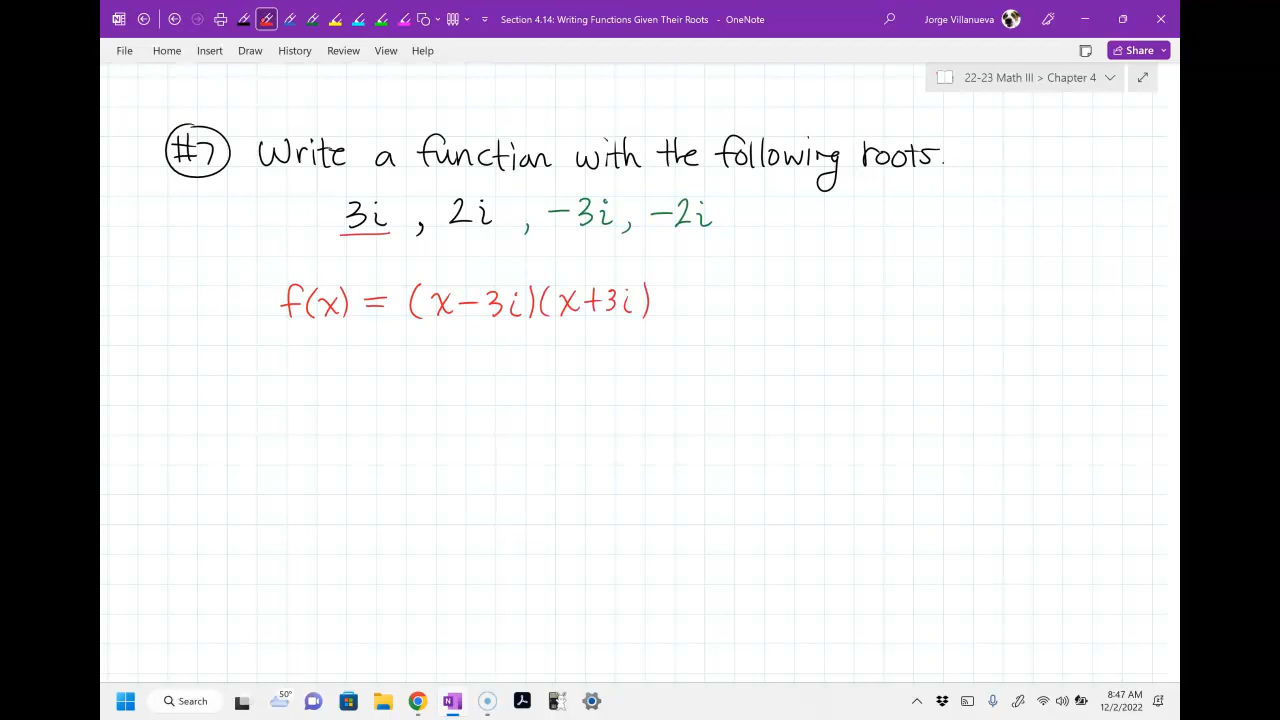 Section 4.14: Writing Functions Given Their Roots - OneNote
Jorge Villanueva
File Home Insert Draw History Review View Help
Share
22-23 Math III > Chapter 4
#7 Write a function with the following roots.
3i , 2i , -3i, -2i
f(x) = (x-3i)(x+3i)
Search
50°
8:47 AM
12/2/2022